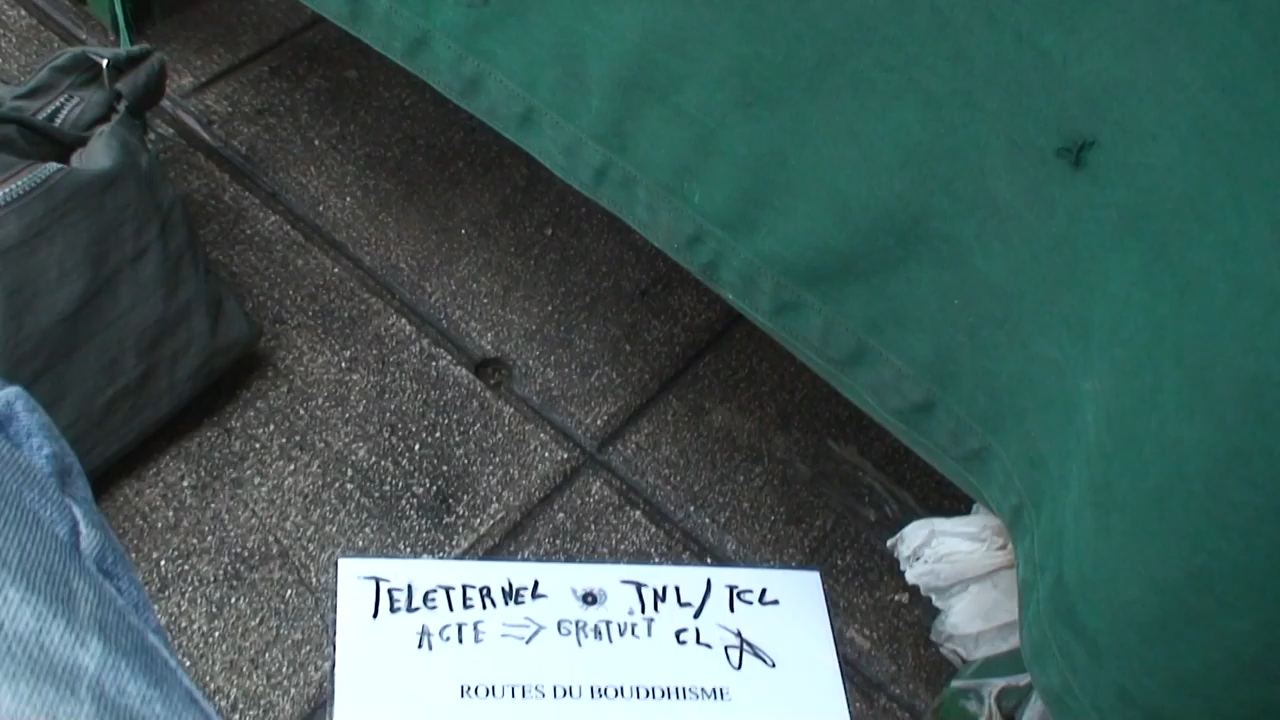 TELETERNEL TNL/TCL
ACTE => GRATUIT CL
ROUTES DU BOUDDHISME